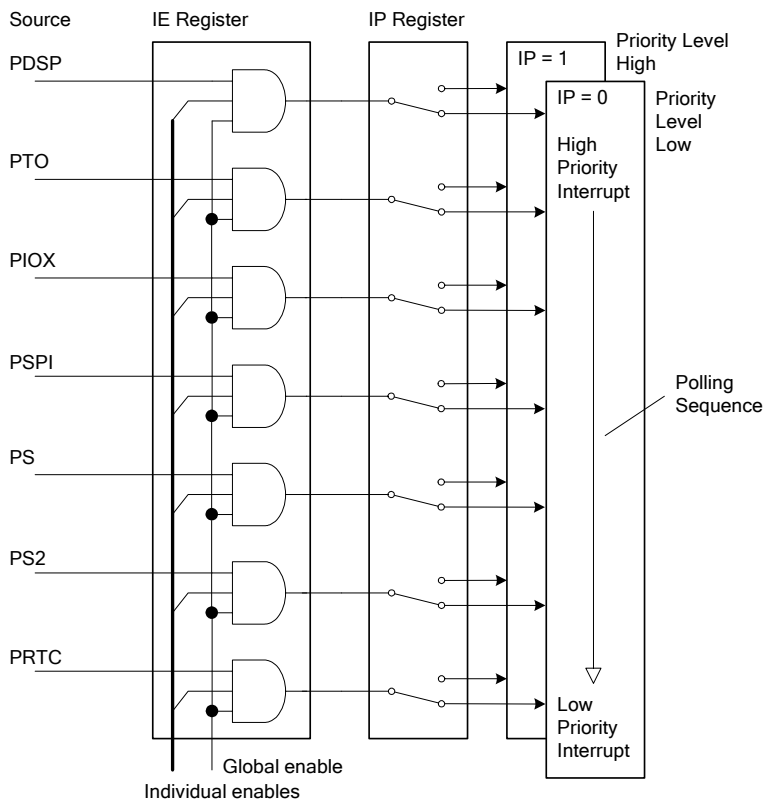 Source
IE Register
IP Register
PDSP
PTO
PIOX
PSPI
PS
PS2
PRTC
IP = 1
Priority Level
High
IP = 0
Priority
Level
Low
High
Priority
Interrupt
Polling
Sequence
Low
Priority
Interrupt
Global enable
Individual enables